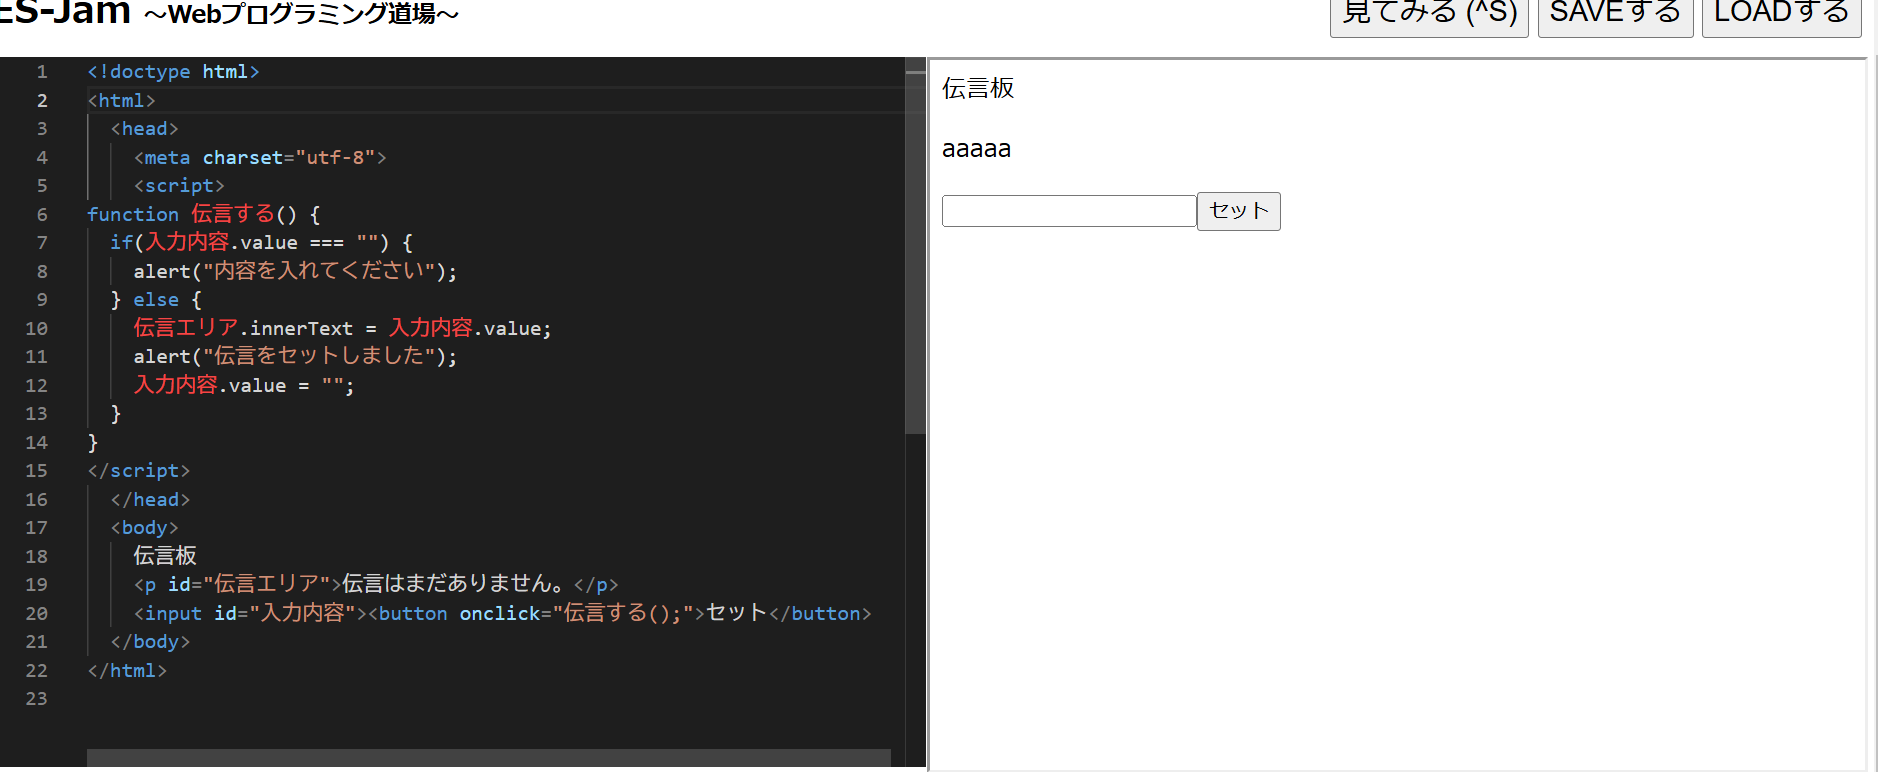 ES-Jam ～Webプログラミング道場～
見てみる (^S) SAVEする LOADする
1 <!doctype html>
2 <html>
3 <head>
4 <meta charset="utf-8">
5 <script>
6 function 伝言する() {
7 if(入力内容.value === "") {
8 alert("内容を入れてください");
9 } else {
10 伝言エリア.innerText = 入力内容.value;
11 alert("伝言をセットしました");
12 入力内容.value = "";
13 }
14 }
15 </script>
16 </head>
17 <body>
18 伝言板
19 <p id="伝言エリア">伝言はまだありません。</p>
20 <input id="入力内容"><button onclick="伝言する();">セット</button>
21 </body>
22 </html>
23
伝言板
aaaaa
セット